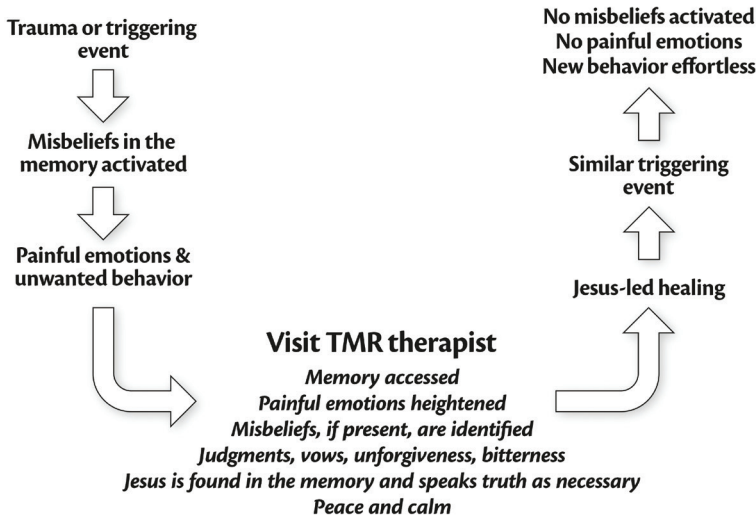 Trauma or triggering
event
Misbeliefs in the
memory activated
Painful emotions &
unwanted behavior
Visit TMR therapist
Memory accessed
Painful emotions heightened
Misbeliefs, if present, are identified
Judgments, vows, unforgiveness, bitterness
Jesus is found in the memory and speaks truth as necessary
Peace and calm
Jesus-led healing
Similar triggering
event
No misbeliefs activated
No painful emotions
New behavior effortless